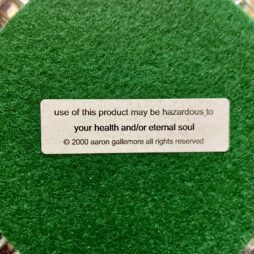 use of this product may be hazardous to
your health and/or eternal soul
© 2000 aaron gallemore all rights reserved